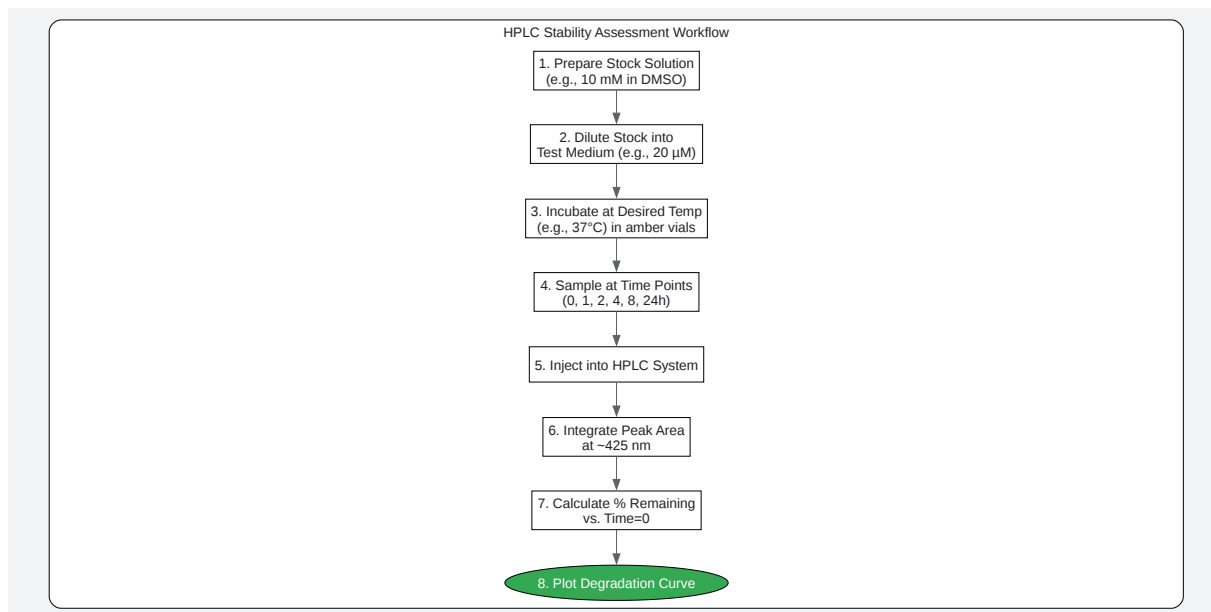 HPLC Stability Assessment Workflow
1. Prepare Stock Solution
(e.g., 10 mM in DMSO)
2. Dilute Stock into
Test Medium (e.g., 20 µM)
3. Incubate at Desired Temp
(e.g., 37°C) in amber vials
4. Sample at Time Points
(0, 1, 2, 4, 8, 24h)
5. Inject into HPLC System
6. Integrate Peak Area
at ~425 nm
7. Calculate % Remaining
vs. Time=0
8. Plot Degradation Curve